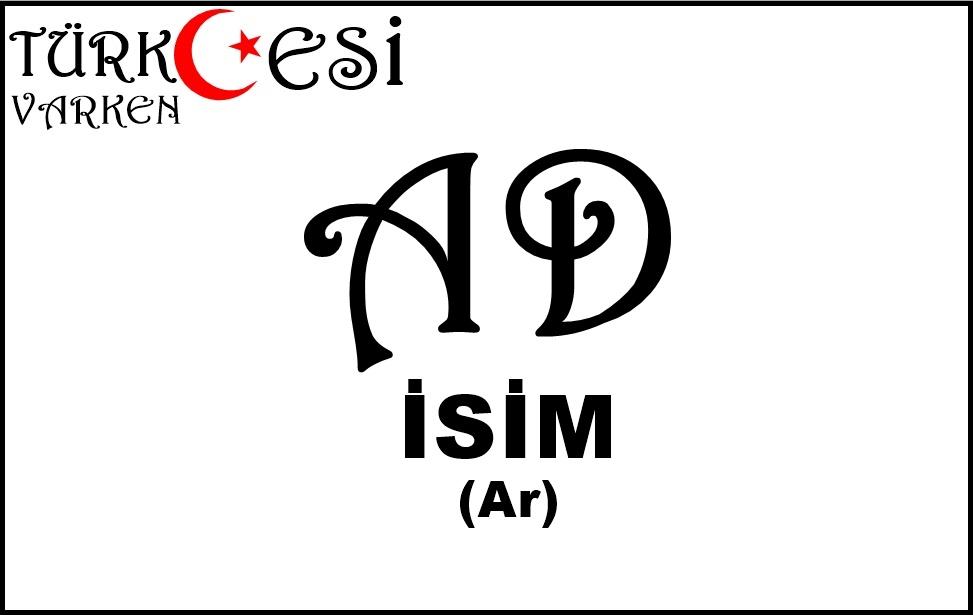 TÜRKÇESİ
VARKEN
AD
İSİM
(Ar)